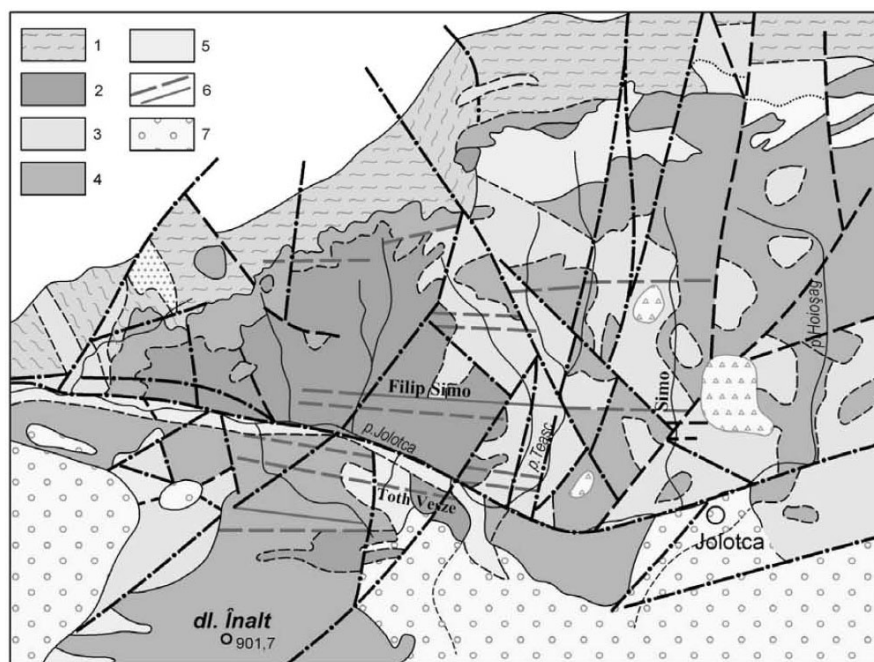 1
2
3
4
5
6
7
p.Hoioşag
Filip Simo
Simo
p.Jolotca
p.Teasc
Toth Vesze
Jolotca
dl. Înalt
901,7